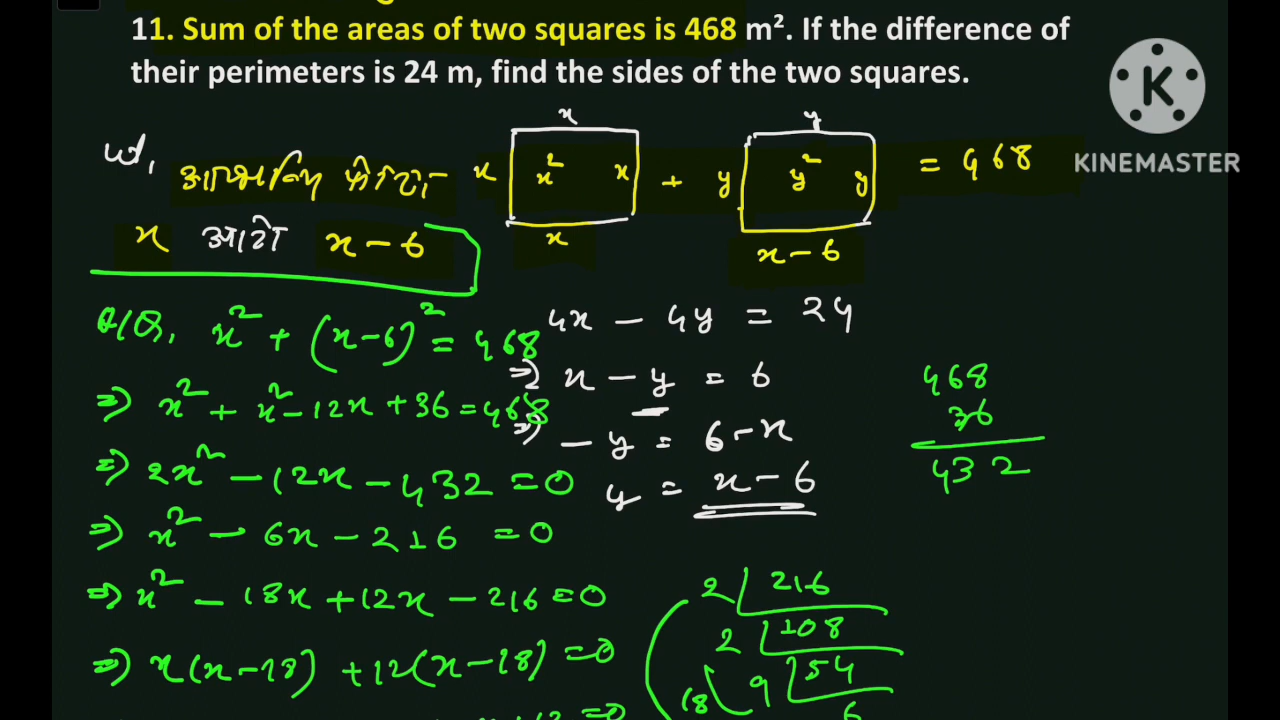 11. Sum of the areas of two squares is 468 m². If the difference of
their perimeters is 24 m, find the sides of the two squares.
K
KINEMASTER
x y
x x² x + y y² y = 468
x x - 6
x x - 6
x² + (x-6)² = 468
4x - 4y = 24
⇒ x² + x² - 12x + 36 = 468
⇒ x - y = 6
⇒ - y = 6 - x
y = x - 6
468
36
432
⇒ 2x² - 12x - 432 = 0
⇒ x² - 6x - 216 = 0
⇒ x² - 18x + 12x - 216 = 0
⇒ x(x-18) + 12(x-18) = 0
2 216
2 108
9 54
18 6